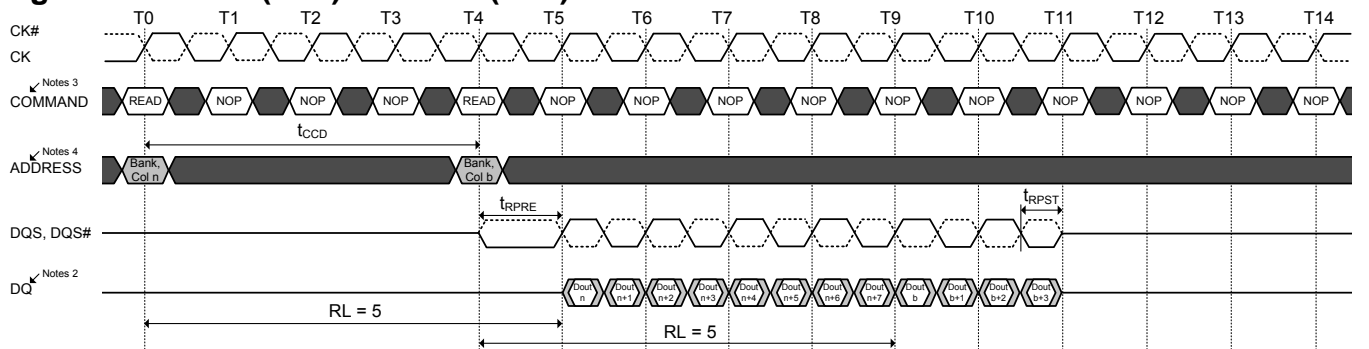 T0 T1 T2 T3 T4 T5 T6 T7 T8 T9 T10 T11 T12 T13 T14
CK#
CK
Notes 3
COMMAND READ NOP NOP NOP READ NOP NOP NOP NOP NOP NOP NOP NOP NOP NOP
tCCD
Notes 4
ADDRESS Bank, Col n Bank, Col b
tRPRE tRPST
DQS, DQS#
Notes 2
DQ Dout n Dout n+1 Dout n+2 Dout n+3 Dout n+4 Dout n+5 Dout n+6 Dout n+7 Dout b Dout b+1 Dout b+2 Dout b+3
RL = 5
RL = 5